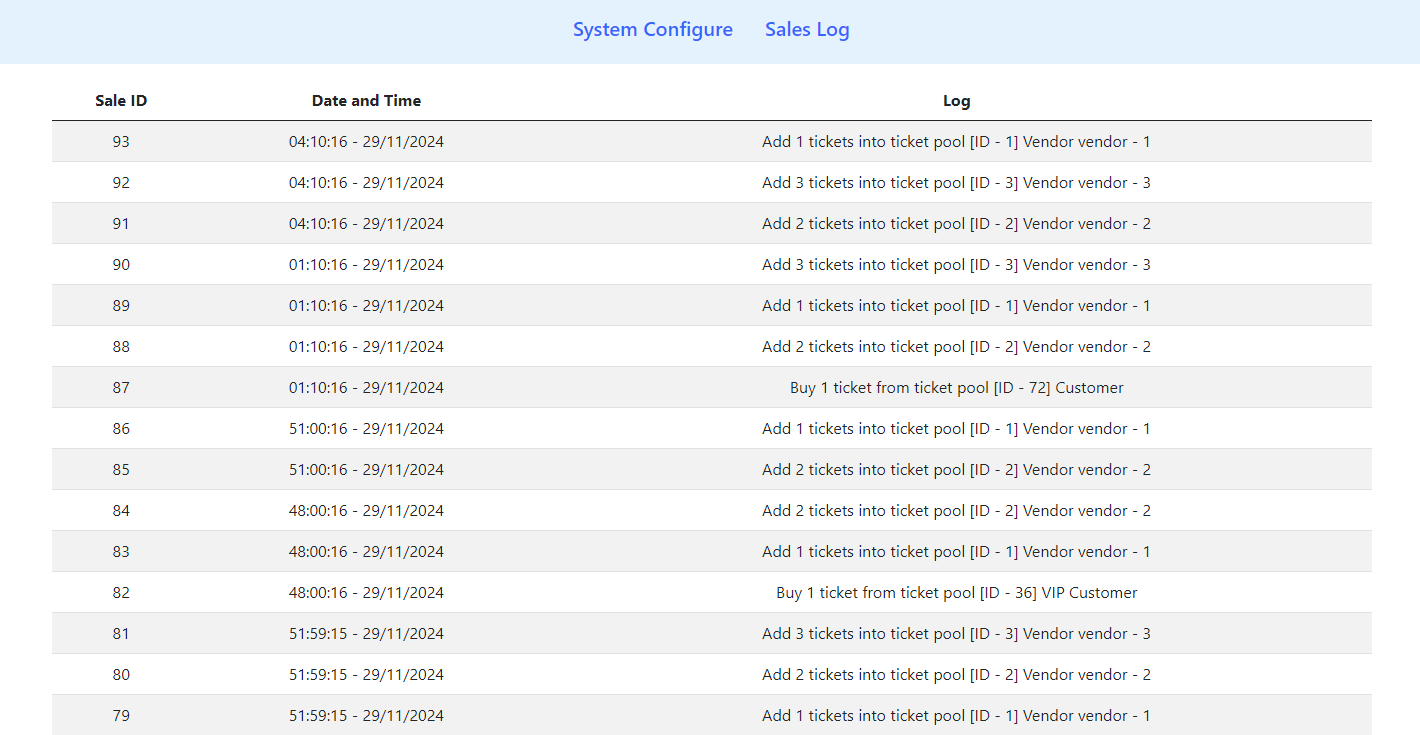 System Configure Sales Log
Sale ID Date and Time Log
93 04:10:16 - 29/11/2024 Add 1 tickets into ticket pool [ID - 1] Vendor vendor - 1
92 04:10:16 - 29/11/2024 Add 3 tickets into ticket pool [ID - 3] Vendor vendor - 3
91 04:10:16 - 29/11/2024 Add 2 tickets into ticket pool [ID - 2] Vendor vendor - 2
90 01:10:16 - 29/11/2024 Add 3 tickets into ticket pool [ID - 3] Vendor vendor - 3
89 01:10:16 - 29/11/2024 Add 1 tickets into ticket pool [ID - 1] Vendor vendor - 1
88 01:10:16 - 29/11/2024 Add 2 tickets into ticket pool [ID - 2] Vendor vendor - 2
87 01:10:16 - 29/11/2024 Buy 1 ticket from ticket pool [ID - 72] Customer
86 51:00:16 - 29/11/2024 Add 1 tickets into ticket pool [ID - 1] Vendor vendor - 1
85 51:00:16 - 29/11/2024 Add 2 tickets into ticket pool [ID - 2] Vendor vendor - 2
84 48:00:16 - 29/11/2024 Add 2 tickets into ticket pool [ID - 2] Vendor vendor - 2
83 48:00:16 - 29/11/2024 Add 1 tickets into ticket pool [ID - 1] Vendor vendor - 1
82 48:00:16 - 29/11/2024 Buy 1 ticket from ticket pool [ID - 36] VIP Customer
81 51:59:15 - 29/11/2024 Add 3 tickets into ticket pool [ID - 3] Vendor vendor - 3
80 51:59:15 - 29/11/2024 Add 2 tickets into ticket pool [ID - 2] Vendor vendor - 2
79 51:59:15 - 29/11/2024 Add 1 tickets into ticket pool [ID - 1] Vendor vendor - 1